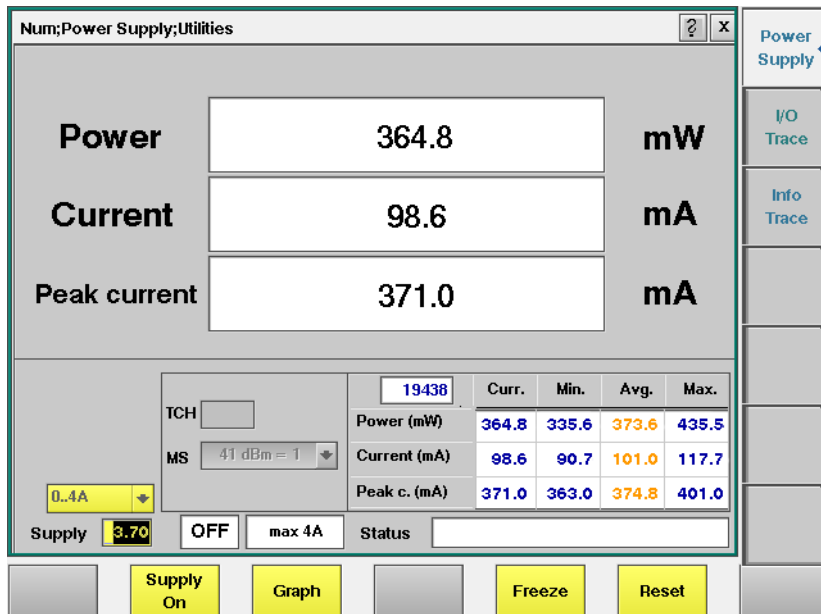 Num;Power Supply;Utilities ? x
Power 364.8 mW
Current 98.6 mA
Peak current 371.0 mA
Power Supply
I/O Trace
Info Trace
TCH
MS 41 dBm = 1
19438 Curr. Min. Avg. Max.
Power (mW) 364.8 335.6 373.6 435.5
Current (mA) 98.6 90.7 101.0 117.7
Peak c. (mA) 371.0 363.0 374.8 401.0
0..4A
Supply 3.70 OFF max 4A Status
Supply On
Graph
Freeze
Reset